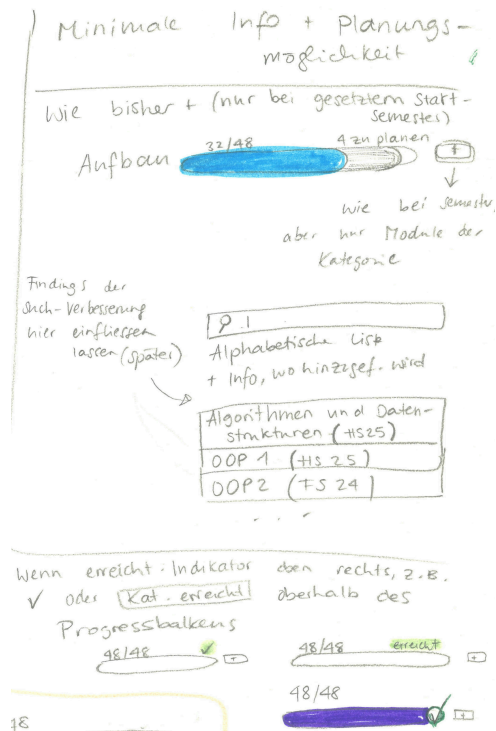 Minimale Info + Planungs-
möglichkeit
Wie bisher + (nur bei gesetztem Start-
semester)
32/48
4 zu planen
Aufbau
+
wie bei Semester,
aber nur Module der
Kategorie
Findings der
Such-Verbesserung
hier einfliessen
lassen (später)
Alphabetische Liste
+ Info, wo hinzugef. wird
Algorithmen und Daten-
strukturen (HS25)
OOP 1 (HS 25)
OOP2 (FS 24)
...
Wenn erreicht: Indikator oben rechts, z.B.
✓ oder Kat. erreicht oberhalb des
Progressbalkens
48/48 ✓
+
48/48 erreicht
+
48/48
✓ +
18